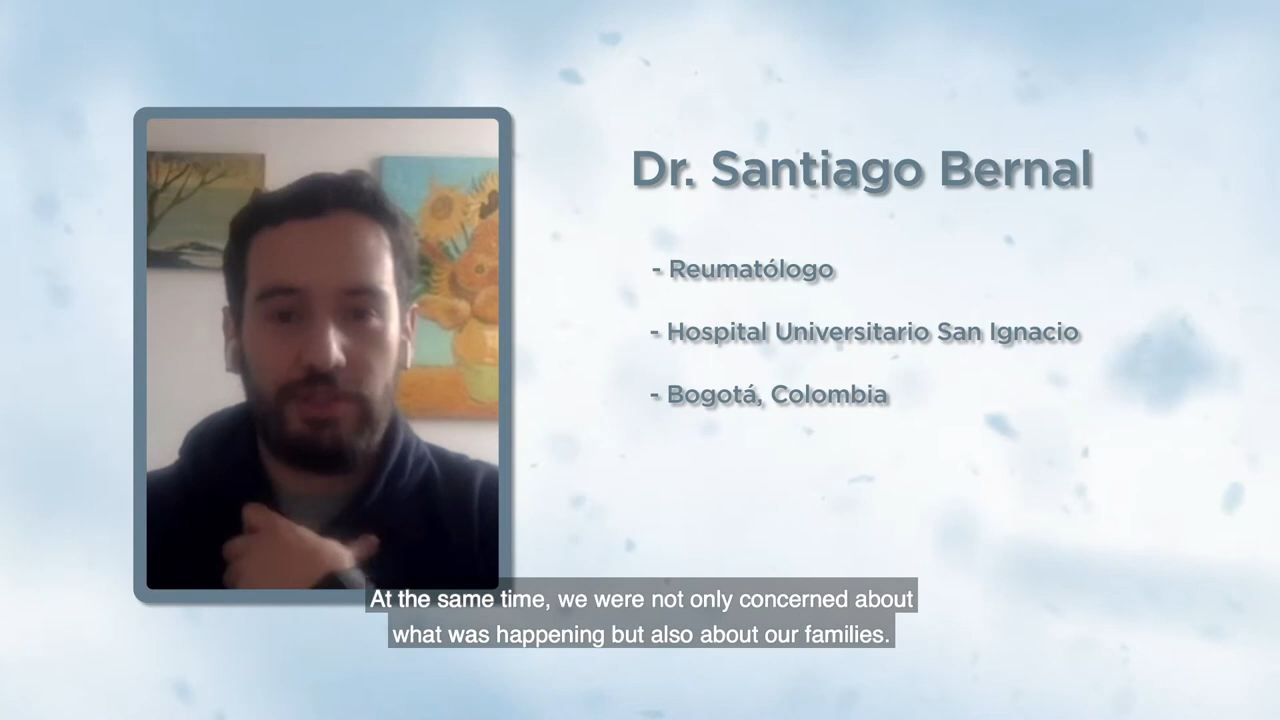 Dr. Santiago Bernal
- Reumatólogo
- Hospital Universitario San Ignacio
- Bogotá, Colombia
At the same time, we were not only concerned about
what was happening but also about our families.